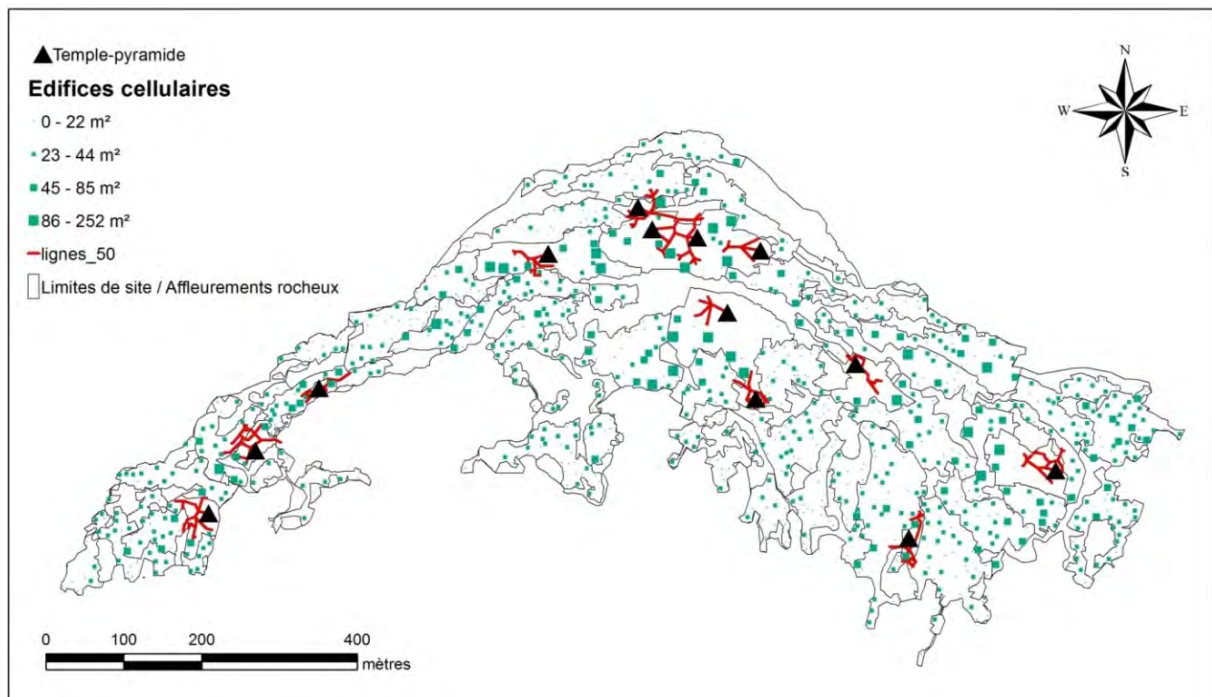 Temple-pyramide
Edifices cellulaires
0 - 22 m²
23 - 44 m²
45 - 85 m²
86 - 252 m²
lignes_50
Limites de site / Affleurements rocheux
N
W E
S
0 100 200 400
mètres